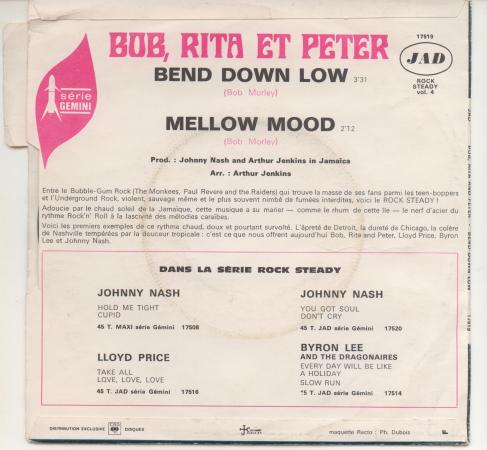 série
GEMINI
BOB, RITA ET PETER
17519
JAD
ROCK
STEADY
vol. 4
BEND DOWN LOW 3'31
(Bob Morley)
MELLOW MOOD 2'12
(Bob Morley)
Prod. : Johnny Nash and Arthur Jenkins in Jamaïca
Arr. : Arthur Jenkins
Entre le Bubble-Gum Rock (The Monkees, Paul Revere and the Raiders) qui trouve la masse de ses fans parmi les teen-boppers
et l'Underground Rock, violent, sauvage même et le plus souvent nimbé de fumées interdites, voici le ROCK STEADY !
Adoucie par le chaud soleil de la Jamaïque, cette musique a su marier — comme le rhum de cette Ile — le nerf d'acier du
rythme Rock'n' Roll à la lascivité des mélodies caraïbes.
Voici les premiers exemples de ce rythme chaud, doux et pourtant survolté. L'âpreté de Detroit, la dureté de Chicago, la colère
de Nashville tempérées par la douceur tropicale : c'est ce que nous offrent aujourd'hui Bob, Rita and Peter, Lloyd Price, Byron
Lee et Johnny Nash.
DANS LA SÉRIE ROCK STEADY
JOHNNY NASH
HOLD ME TIGHT
CUPID
45 T. MAXI série Gémini 17508
JOHNNY NASH
YOU GOT SOUL
DON'T CRY
45 T. JAD série Gémini 17520
LLOYD PRICE
TAKE ALL
LOVE, LOVE, LOVE
45 T. JAD série Gémini 17516
BYRON LEE
AND THE DRAGONAIRES
EVERY DAY WILL BE LIKE
A HOLIDAY
SLOW RUN
45 T. JAD série Gémini 17514
DISTRIBUTION EXCLUSIVE CBS DISQUES
maquette Recto : Ph. Dubois